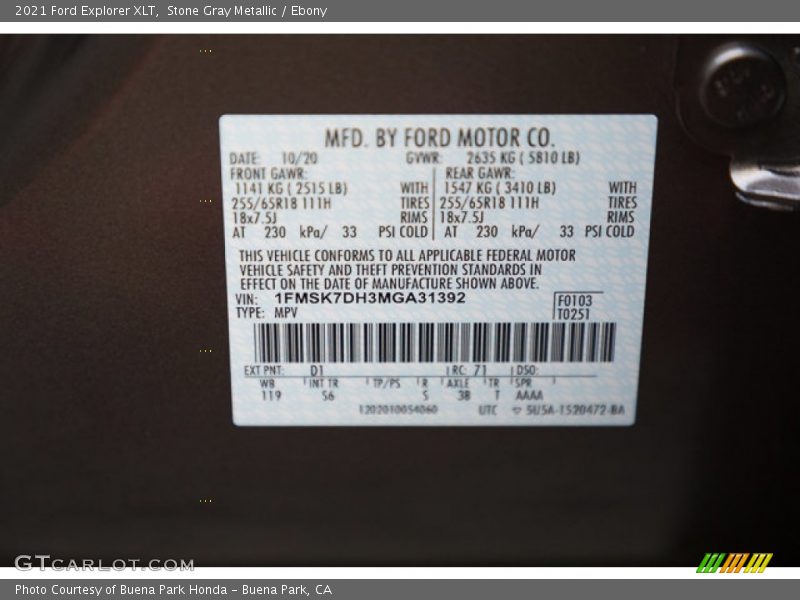 2021 Ford Explorer XLT,  Stone Gray Metallic / Ebony
MFD. BY FORD MOTOR CO.
DATE: 10/20 GVWR: 2635 KG ( 5810 LB)
FRONT GAWR: REAR GAWR:
1141 KG ( 2515 LB) WITH 1547 KG ( 3410 LB) WITH
255/65R18 111H TIRES 255/65R18 111H TIRES
18x7.5J RIMS 18x7.5J RIMS
AT 230 kPa/ 33 PSI COLD AT 230 kPa/ 33 PSI COLD
THIS VEHICLE CONFORMS TO ALL APPLICABLE FEDERAL MOTOR
VEHICLE SAFETY AND THEFT PREVENTION STANDARDS IN
EFFECT ON THE DATE OF MANUFACTURE SHOWN ABOVE.
VIN: 1FMSK7DH3MGA31392 F0103
TYPE: MPV T0251
EXT PNT: D1 RC: 71 DSO:
WB INT TR TP/PS R AXLE TR SPR
119 S6 S 3B T AAAA
1202010054060 UTC 5U5A-1520472-BA
GTCARLOT.COM
Photo Courtesy of Buena Park Honda - Buena Park, CA